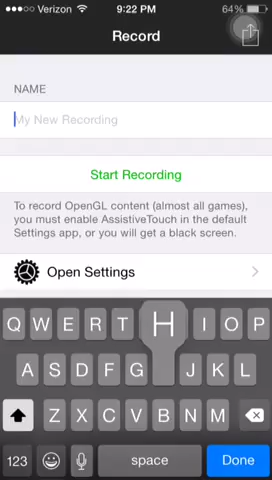 Verizon 9:22 PM 64%
Record
NAME
My New Recording
Start Recording
To record OpenGL content (almost all games),
you must enable AssistiveTouch in the default
Settings app, or you will get a black screen.
Open Settings
Q W E R T H I O P
A S D F G J K L
Z X C V B N M
123 space Done